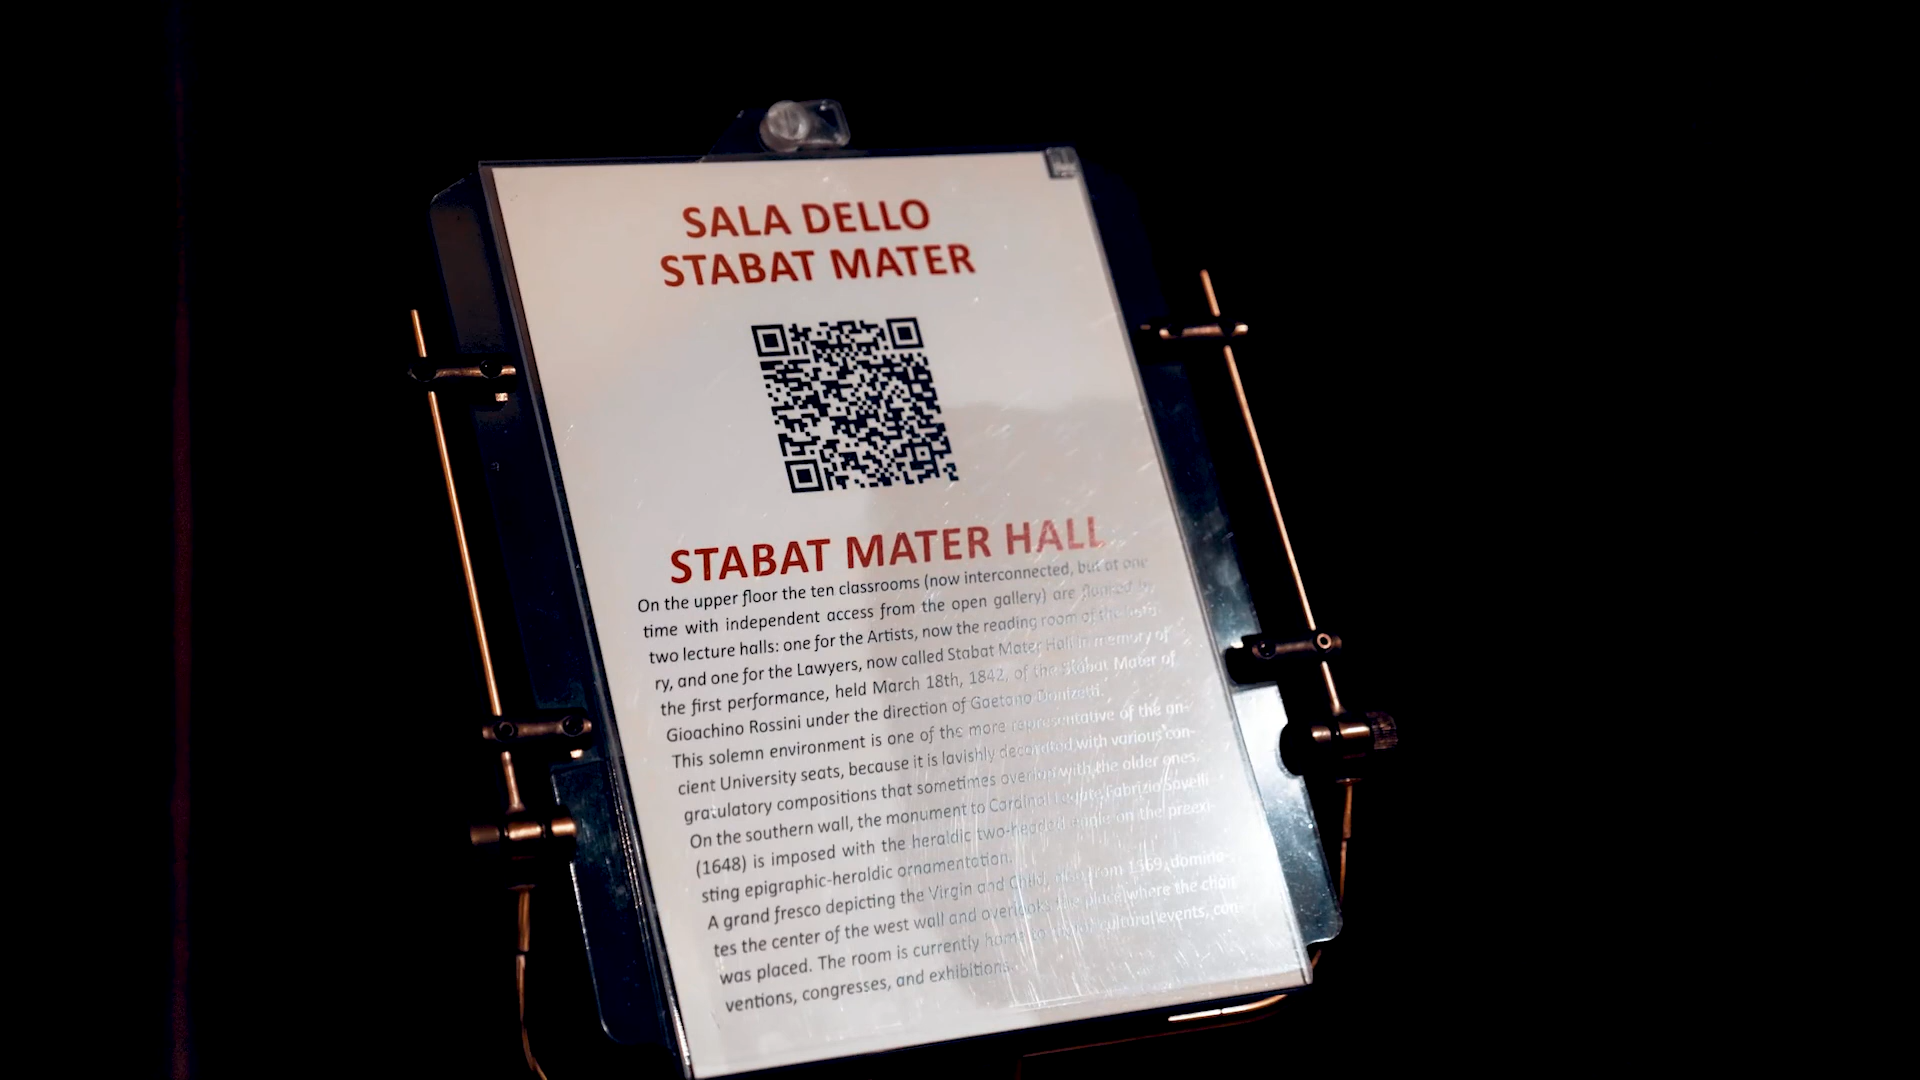 SALA DELLO
STABAT MATER
STABAT MATER HALL
On the upper floor the ten classrooms (now interconnected, but at one
time with independent access from the open gallery) are flanked by
two lecture halls: one for the Artists, now the reading room of the
ry, and one for the Lawyers, now called Stabat Mater Hall in memory of
the first performance, held March 18th, 1842, of the Stabat Mater of
Gioachino Rossini under the direction of Gaetano Donizetti.
This solemn environment is one of the more representative of the an-
cient University seats, because it is lavishly decorated with various con-
gratulatory compositions that sometimes overlap with the older ones.
On the southern wall, the monument to Cardinal Legate Fabrizio Savelli
(1648) is imposed with the heraldic two-headed eagle on the preexi-
sting epigraphic-heraldic ornamentation.
A grand fresco depicting the Virgin and Child, from 1569, domina-
tes the center of the west wall and overlooks the place where the chair
was placed. The room is currently home to cultural events, con-
ventions, congresses, and exhibitions.